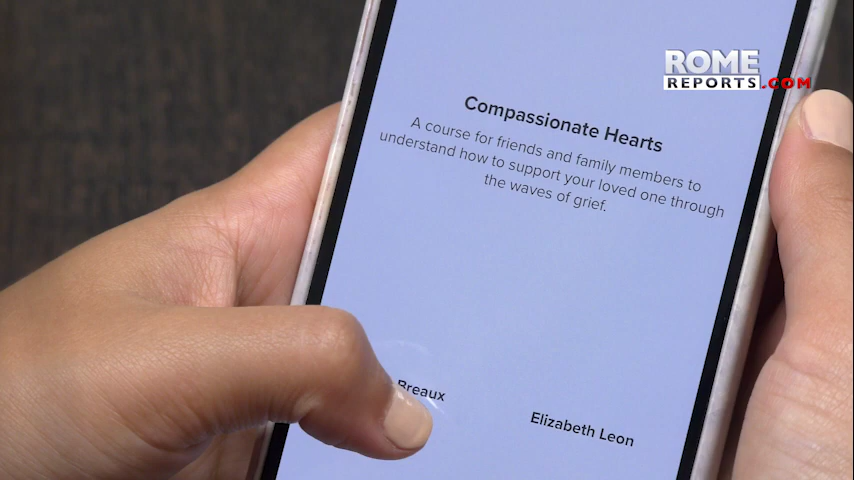 ROME
REPORTS.COM
Compassionate Hearts
A course for friends and family members to
understand how to support your loved one through
the waves of grief.
Breaux
Elizabeth Leon